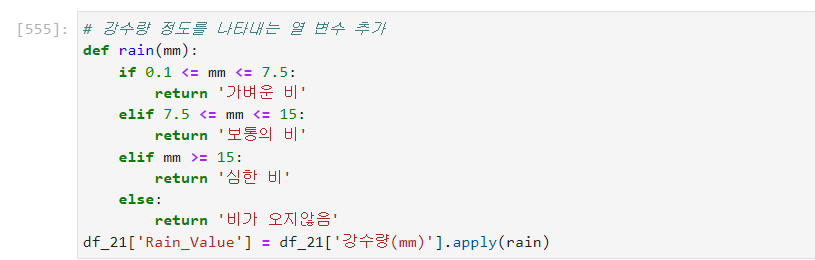 [555]: # 강수량 정도를 나타내는 열 변수 추가
def rain(mm):
    if 0.1 <= mm <= 7.5:
        return '가벼운 비'
    elif 7.5 <= mm <= 15:
        return '보통의 비'
    elif mm >= 15:
        return '심한 비'
    else:
        return '비가 오지않음'
df_21['Rain_Value'] = df_21['강수량(mm)'].apply(rain)